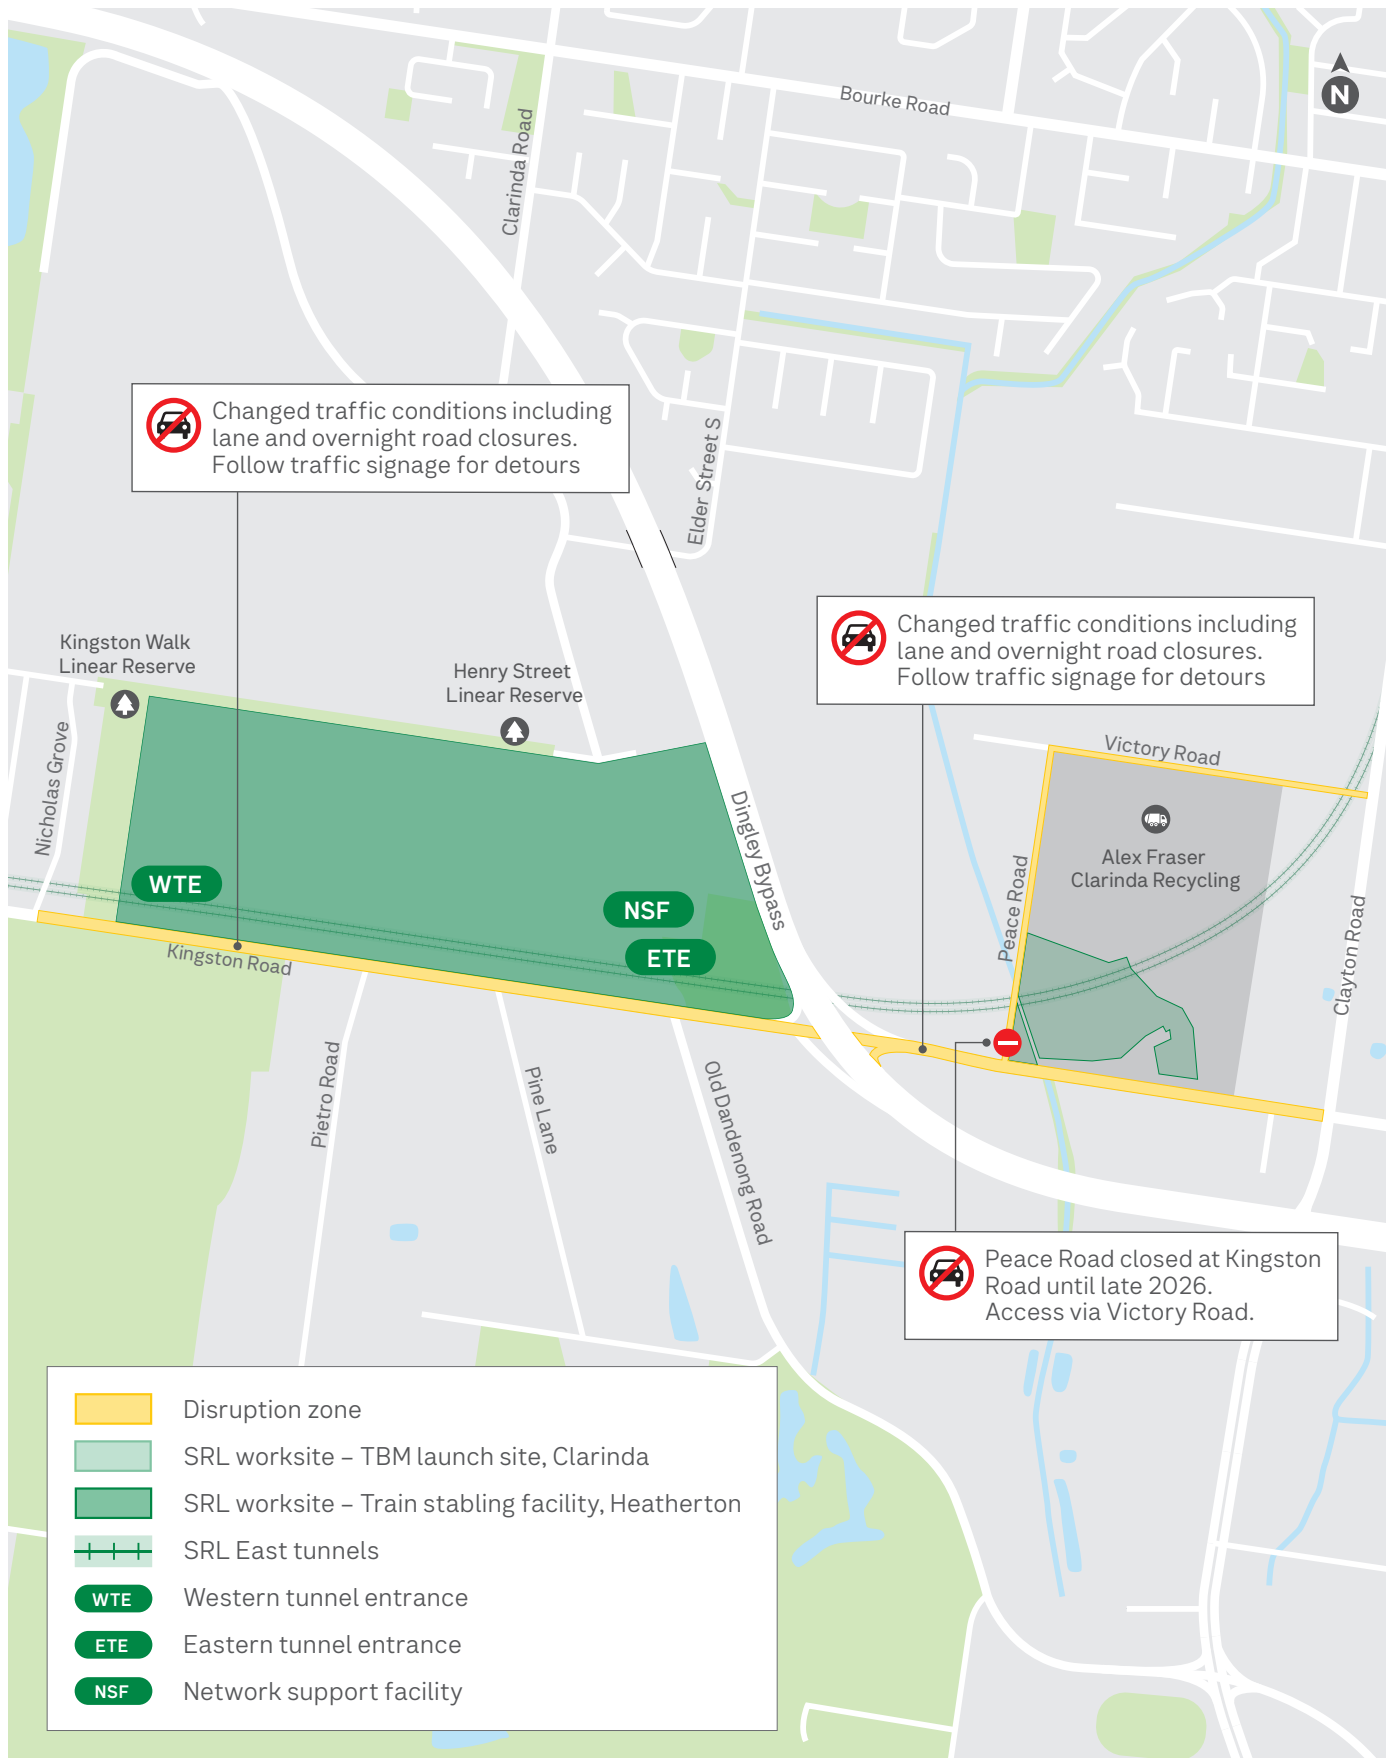 Bourke Road
N
Clarinda Road
Changed traffic conditions including
lane and overnight road closures.
Follow traffic signage for detours
Elder Street S
Changed traffic conditions including
lane and overnight road closures.
Follow traffic signage for detours
Kingston Walk
Linear Reserve
Henry Street
Linear Reserve
Nicholas Grove
Victory Road
Dingley Bypass
Alex Fraser
Clarinda Recycling
WTE
NSF
ETE
Peace Road
Clayton Road
Kingston Road
Pietro Road
Pine Lane
Old Dandenong Road
Peace Road closed at Kingston
Road until late 2026.
Access via Victory Road.
Disruption zone
SRL worksite – TBM launch site, Clarinda
SRL worksite – Train stabling facility, Heatherton
SRL East tunnels
WTE Western tunnel entrance
ETE Eastern tunnel entrance
NSF Network support facility